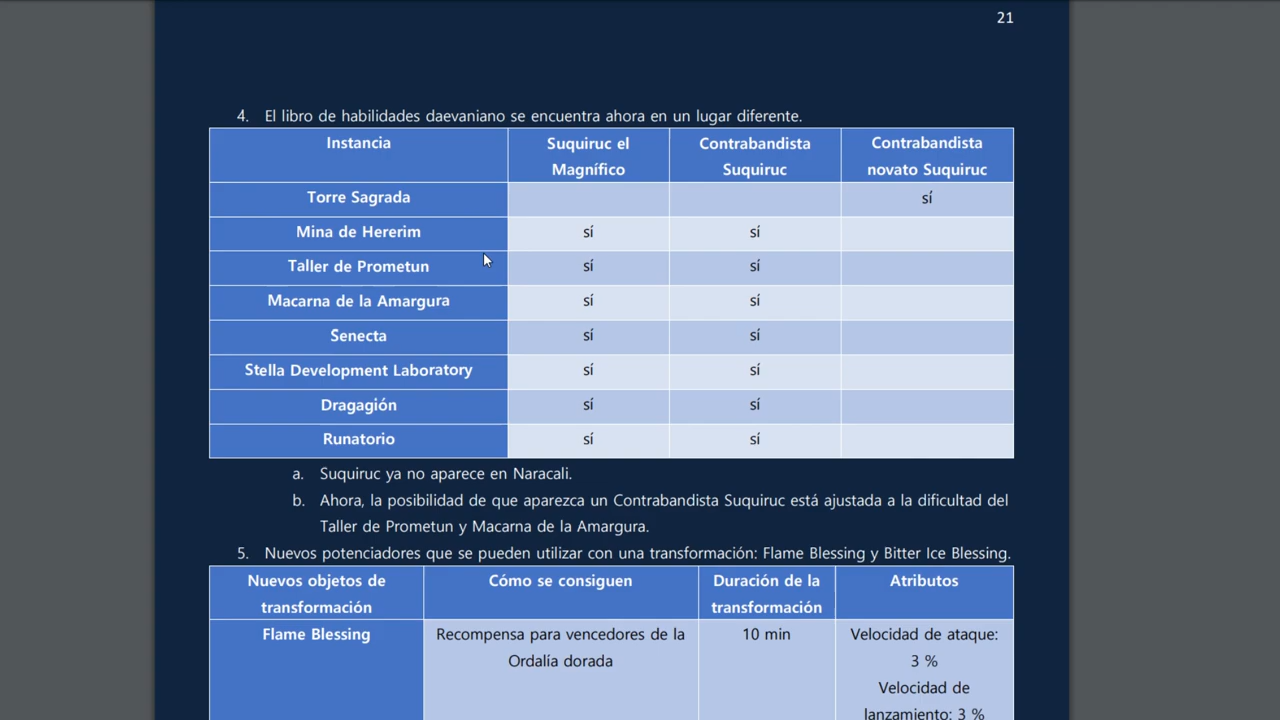 21
4. El libro de habilidades daevaniano se encuentra ahora en un lugar diferente.
Instancia Suquiruc el Magnífico Contrabandista Suquiruc Contrabandista novato Suquiruc
Torre Sagrada sí
Mina de Hererim sí sí
Taller de Prometun sí sí
Macarna de la Amargura sí sí
Senecta sí sí
Stella Development Laboratory sí sí
Dragagión sí sí
Runatorio sí sí
a. Suquiruc ya no aparece en Naracali.
b. Ahora, la posibilidad de que aparezca un Contrabandista Suquiruc está ajustada a la dificultad del
Taller de Prometun y Macarna de la Amargura.
5. Nuevos potenciadores que se pueden utilizar con una transformación: Flame Blessing y Bitter Ice Blessing.
Nuevos objetos de transformación Cómo se consiguen Duración de la transformación Atributos
Flame Blessing Recompensa para vencedores de la 10 min Velocidad de ataque:
Ordalía dorada 3 %
Velocidad de
lanzamiento: 3 %